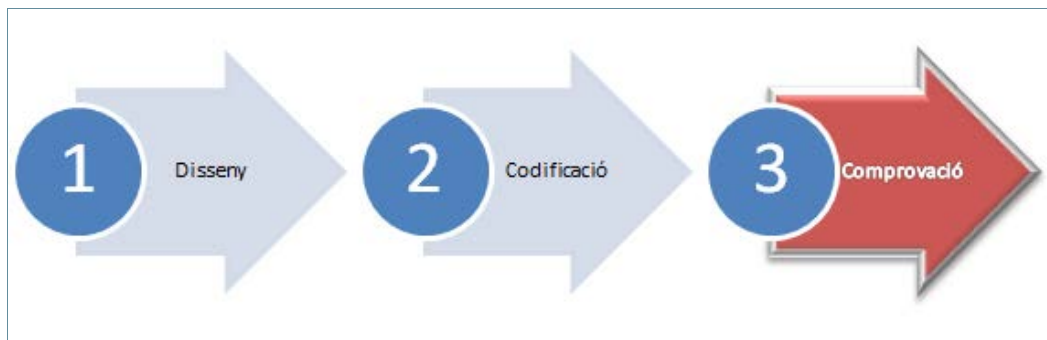 1
Disseny
2
Codificació
3
Comprovació